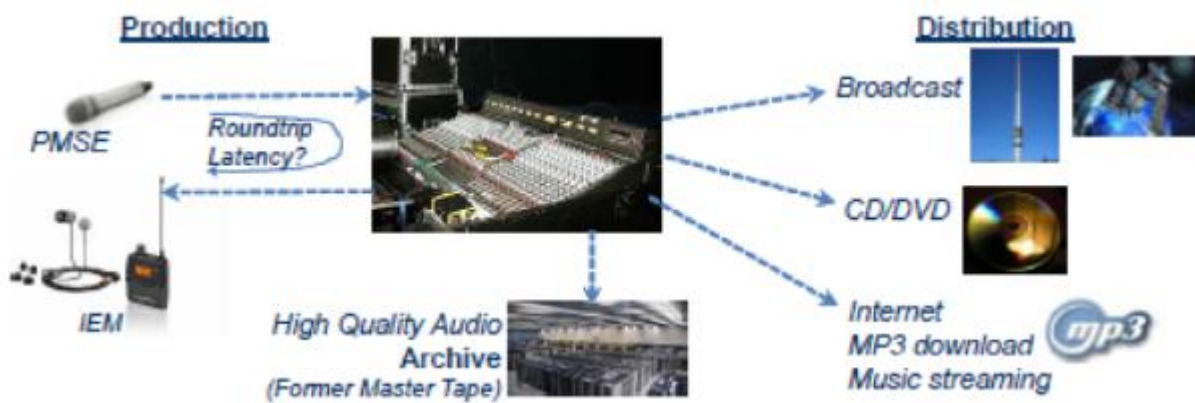 Production
Distribution
PMSE
Roundtrip
Latency?
IEM
High Quality Audio
Archive
(Former Master Tape)
Broadcast
CD/DVD
Internet
MP3 download
Music streaming
mp3